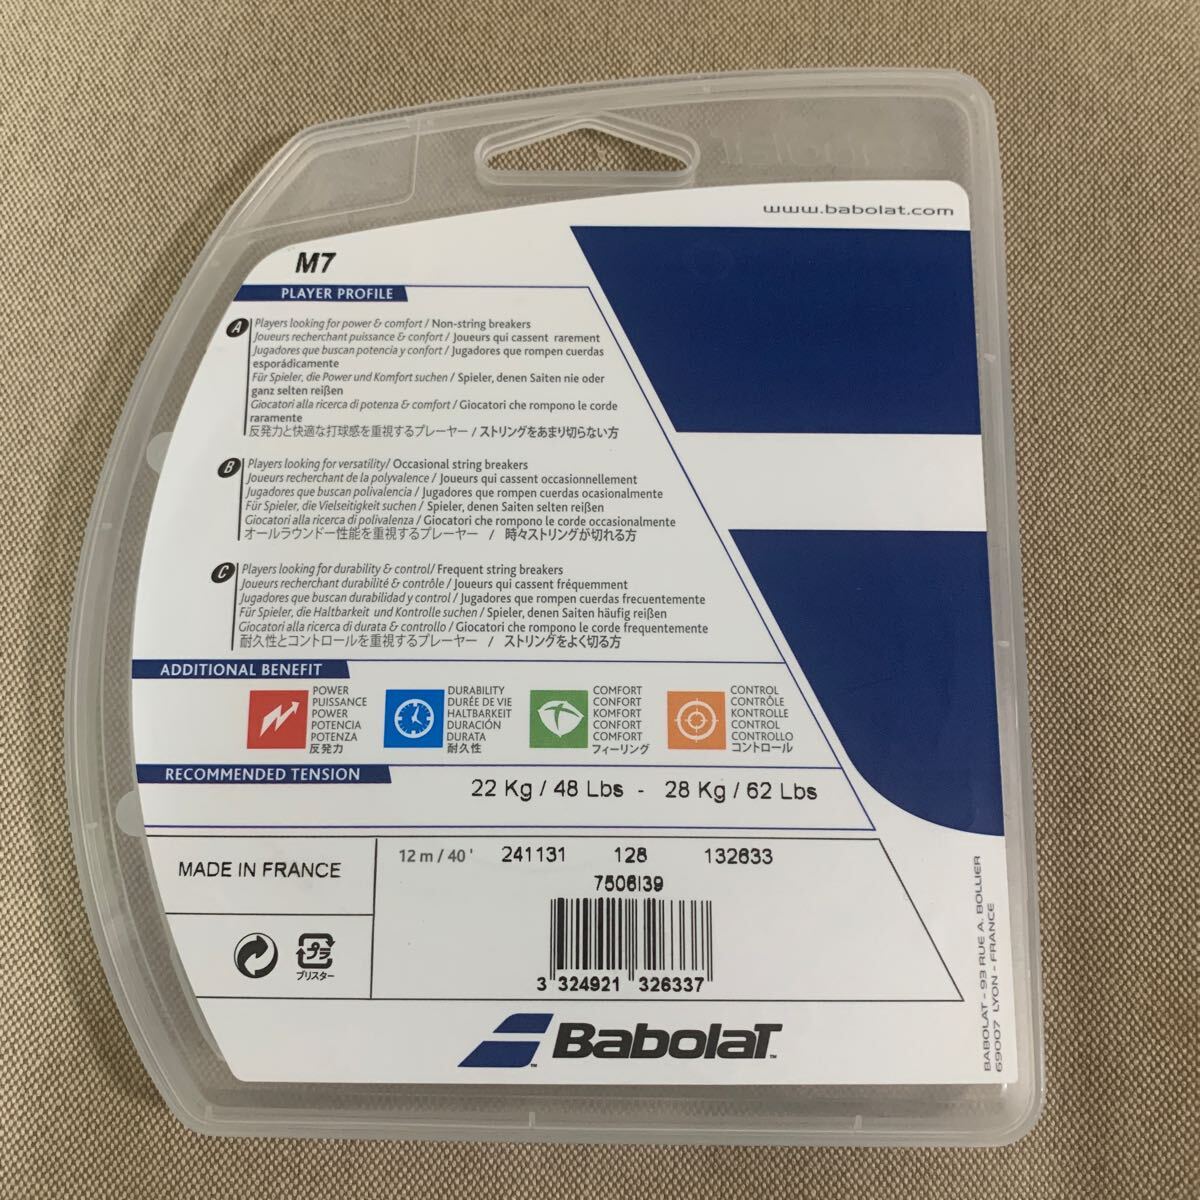 www.babolat.com
M7
PLAYER PROFILE
A
Players looking for power & comfort / Non-string breakers
Joueurs recherchant puissance & confort / Joueurs qui cassent rarement
Jugadores que buscan potencia y confort / Jugadores que rompen cuerdas
esporádicamente
Für Spieler, die Power und Komfort suchen / Spieler, denen Saiten nie oder
ganz selten reißen
Giocatori alla ricerca di potenza & comfort / Giocatori che rompono le corde
raramente
反発力と快適な打球感を重視するプレーヤー / ストリングをあまり切らない方
B
Players looking for versatility/ Occasional string breakers
Joueurs recherchant de la polyvalence / Joueurs qui cassent occasionnellement
Jugadores que buscan polivalencia / Jugadores que rompen cuerdas ocasionalmente
Für Spieler, die Vielseitigkeit suchen / Spieler, denen Saiten selten reißen
Giocatori alla ricerca di polivalenza / Giocatori che rompono le corde occasionalmente
オールラウンドー性能を重視するプレーヤー / 時々ストリングが切れる方
C
Players looking for durability & control/ Frequent string breakers
Joueurs recherchant durabilité & contrôle / Joueurs qui cassent fréquemment
Jugadores que buscan durabilidad y control / Jugadores que rompen cuerdas frecuentemente
Für Spieler, die Haltbarkeit und Kontrolle suchen / Spieler, denen Saiten häufig reißen
Giocatori alla ricerca di durata & controllo / Giocatori che rompono le corde frequentemente
耐久性とコントロールを重視するプレーヤー / ストリングをよく切る方
ADDITIONAL BENEFIT
POWER
PUISSANCE
POWER
POTENCIA
POTENZA
反発力
DURABILITY
DURÉE DE VIE
HALTBARKEIT
DURACIÓN
DURATA
耐久性
COMFORT
CONFORT
KOMFORT
CONFORT
COMFORT
フィーリング
CONTROL
CONTRÔLE
KONTROLLE
CONTROL
CONTROLLO
コントロール
RECOMMENDED TENSION
22 Kg / 48 Lbs - 28 Kg / 62 Lbs
MADE IN FRANCE
12 m / 40 ' 241131 128 132633
7506139
3 324921 326337
プラ
ブリスター
BabolaT™
BABOLAT - 93 RUE A. BOLLIER
69007 LYON - FRANCE